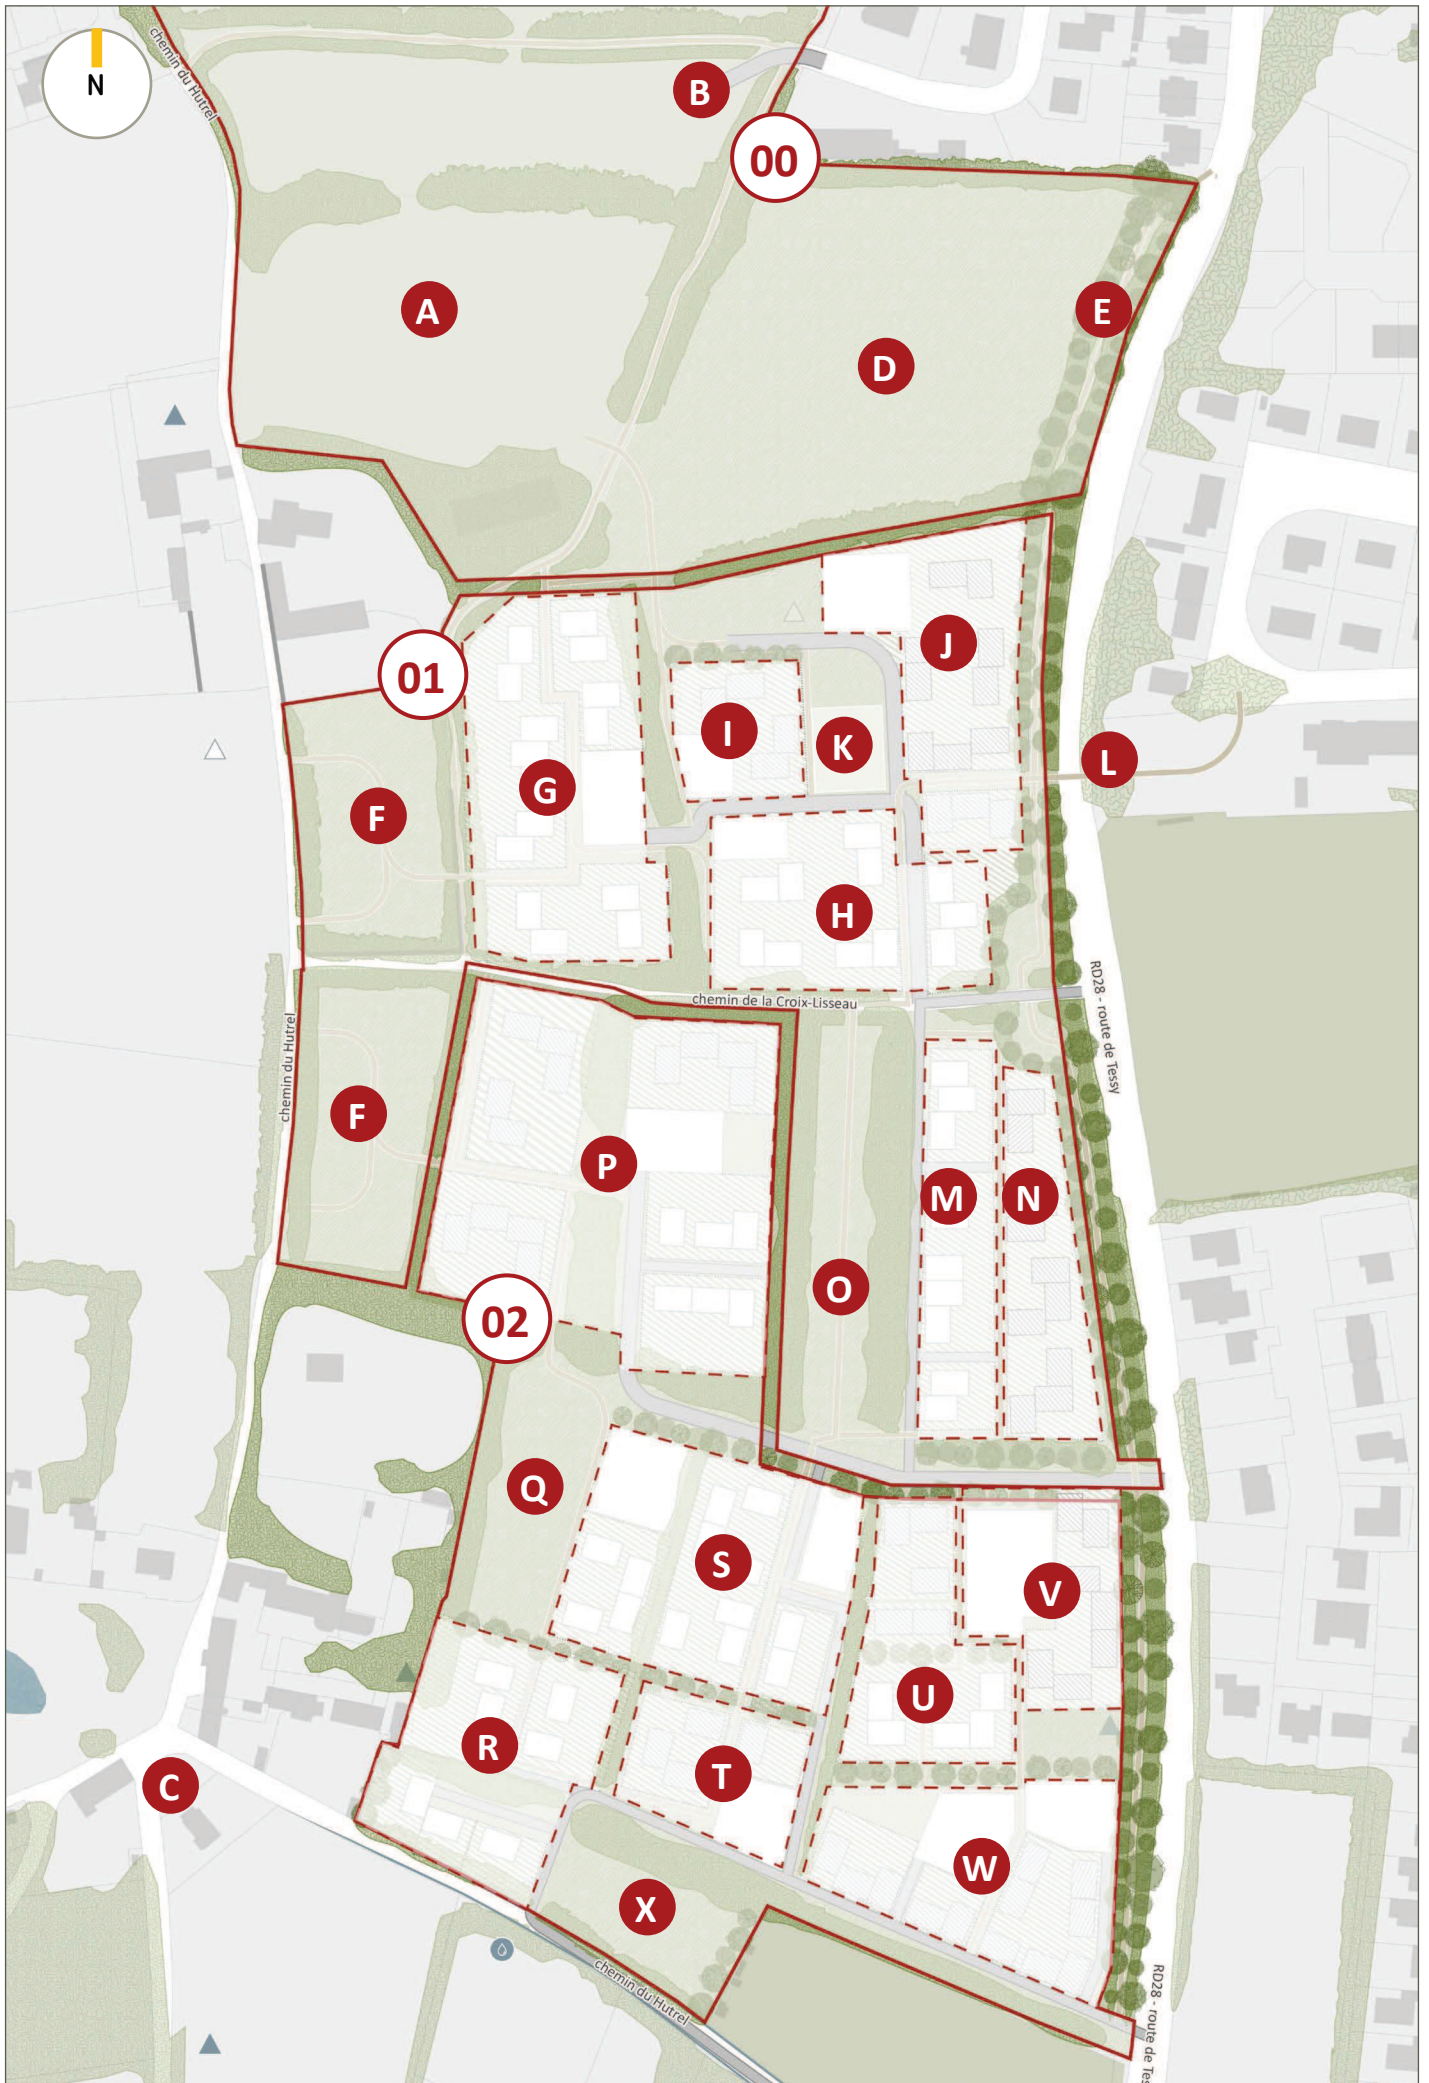 chemin du Hutrel
N
B
00
A
E
D
J
01
I
K
L
G
F
H
RD28 - route de Tessy
chemin de la Croix-Lisseau
chemin du Hutrel
F
P
M
N
O
02
Q
S
V
U
R
T
C
W
X
chemin du Hutrel
RD28 - route de Tes